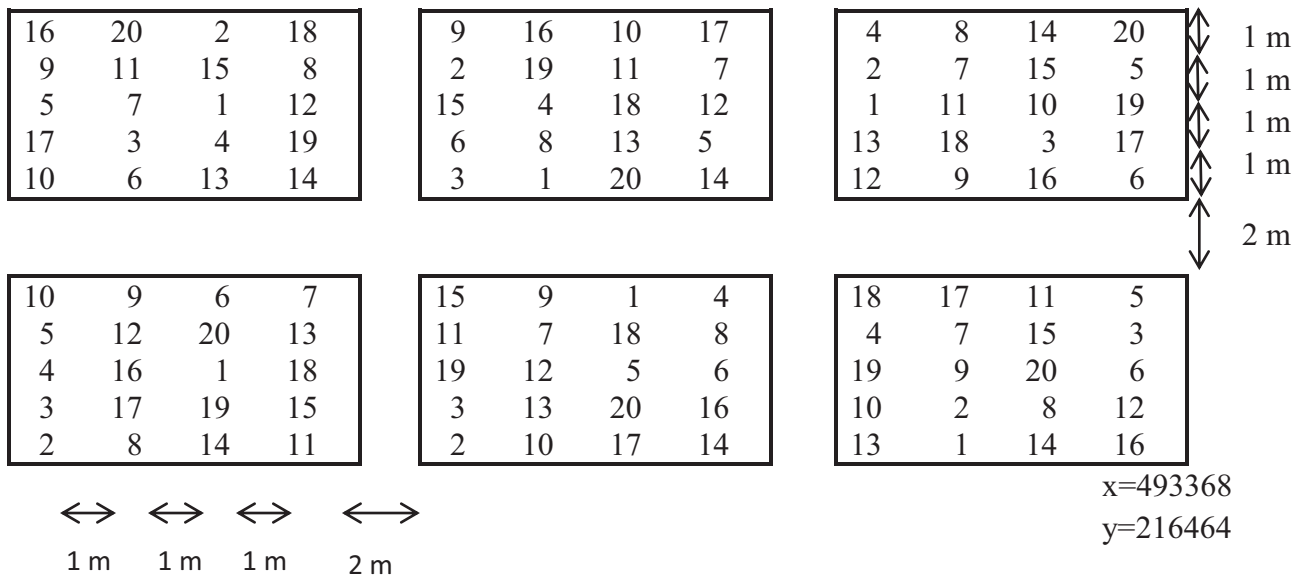 16 20 2 18 9 16 10 17 4 8 14 20 1 m
9 11 15 8 2 19 11 7 2 7 15 5 1 m
5 7 1 12 15 4 18 12 1 11 10 19 1 m
17 3 4 19 6 8 13 5 13 18 3 17 1 m
10 6 13 14 3 1 20 14 12 9 16 6
2 m
10 9 6 7 15 9 1 4 18 17 11 5
5 12 20 13 11 7 18 8 4 7 15 3
4 16 1 18 19 12 5 6 19 9 20 6
3 17 19 15 3 13 20 16 10 2 8 12
2 8 14 11 2 10 17 14 13 1 14 16
x=493368
y=216464
1 m 1 m 1 m 2 m